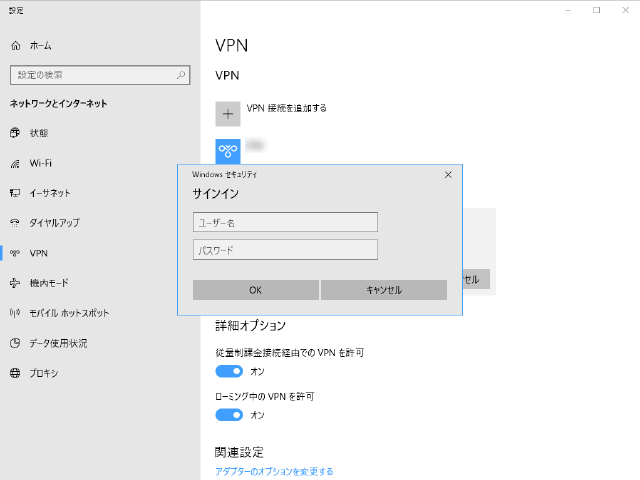 設定
ホーム
設定の検索
ネットワークとインターネット
状態
Wi-Fi
イーサネット
ダイヤルアップ
VPN
機内モード
モバイル ホットスポット
データ使用状況
プロキシ
VPN
VPN
VPN 接続を追加する
Windows セキュリティ
サインイン
ユーザー名
パスワード
OK
キャンセル
セル
詳細オプション
従量制課金接続経由での VPN を許可
オン
ローミング中の VPN を許可
オン
関連設定
アダプターのオプションを変更する